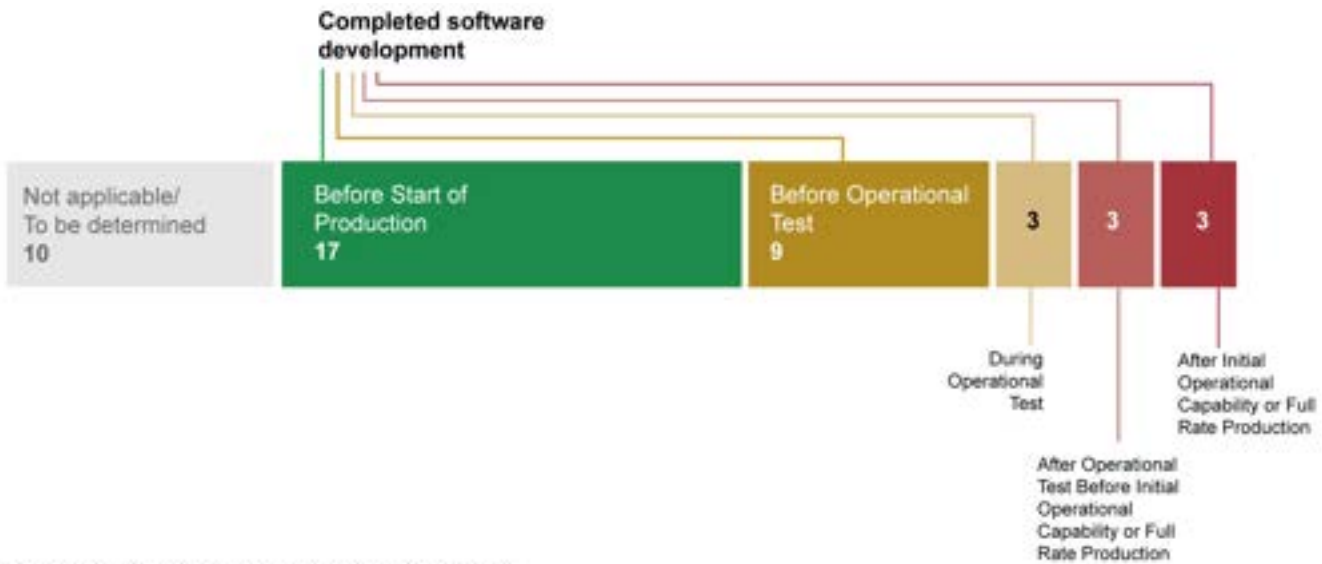 Completed software
development
Not applicable/
To be determined
10
Before Start of
Production
17
Before Operational
Test
9
3
3
3
During
Operational
Test
After Initial
Operational
Capability or Full
Rate Production
After Operational
Test Before Initial
Operational
Capability or Full
Rate Production